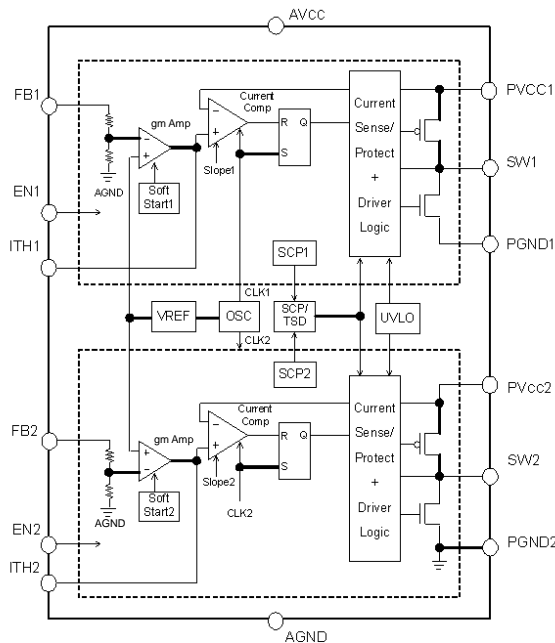 AVCC
FB1
gm Amp
Current
Comp
R
Q
S
Current
Sense/
Protect
+
Driver
Logic
PVCC1
-
+
-
+
AGND
Soft
Start1
Slope1
SW1
EN1
ITH1
PGND1
SCP1
CLK1
VREF
OSC
SCP/
TSD
UVLO
CLK2
SCP2
PVCC2
FB2
gm Amp
Current
Comp
R
Q
S
Current
Sense/
Protect
+
Driver
Logic
-
+
+
-
AGND
Soft
Start2
Slope2
CLK2
SW2
EN2
ITH2
PGND2
AGND